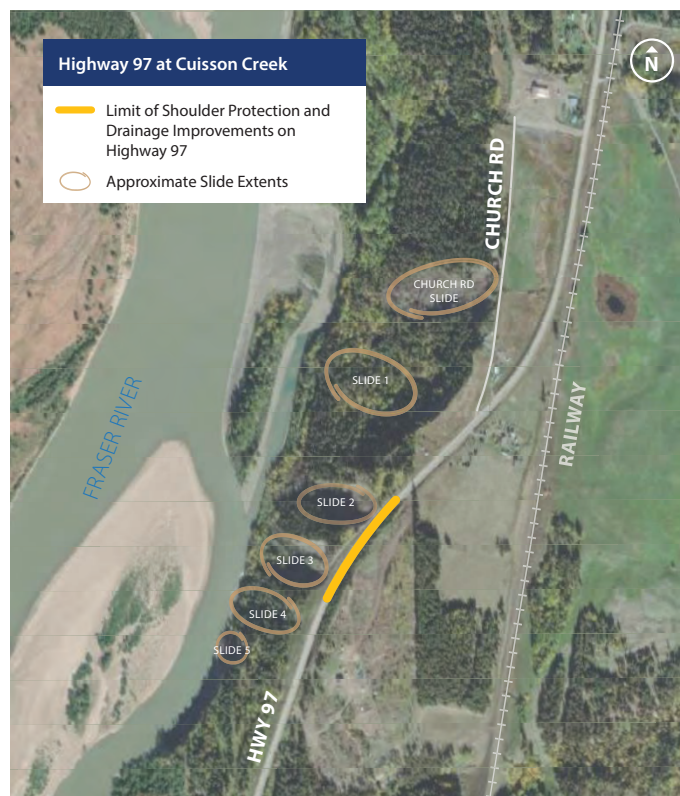 Highway 97 at Cuisson Creek
N
Limit of Shoulder Protection and
Drainage Improvements on
Highway 97
Approximate Slide Extents
CHURCH RD
CHURCH RD
SLIDE
SLIDE 1
FRASER RIVER
RAILWAY
SLIDE 2
SLIDE 3
SLIDE 4
SLIDE 5
HWY 97